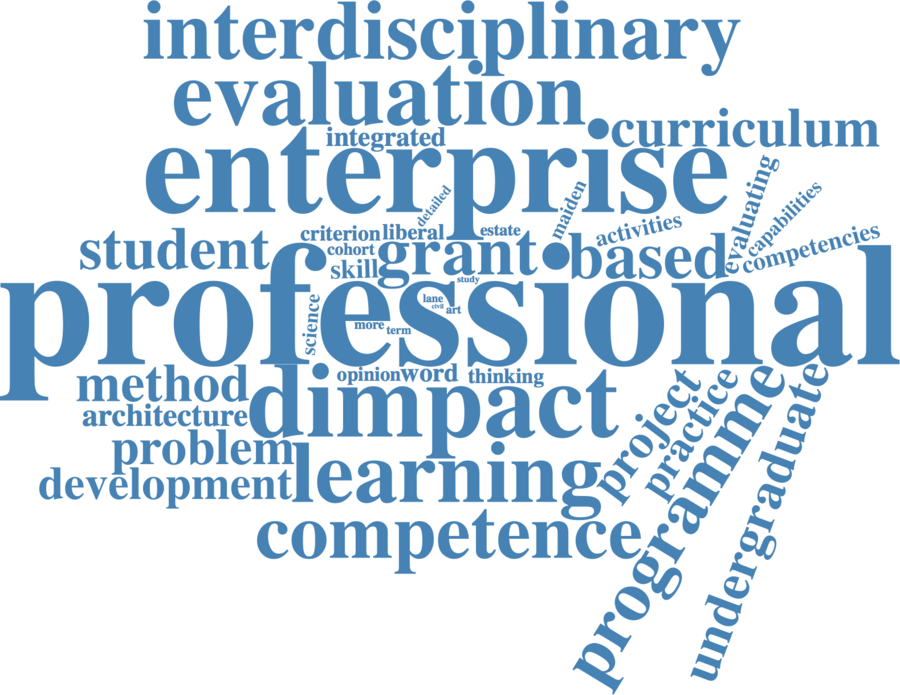 interdisciplinary
evaluation
integrated
curriculum
enterprise
detailed
maiden
evaluating
capabilities
criterion
liberal
estate
activities
student
cohort
grant
based
competencies
skill
study
professional
science
lane
civil
art
more
term
method
opinion
word
thinking
dimpact
project
practice
programme
undergraduate
architecture
problem
learning
development
competence